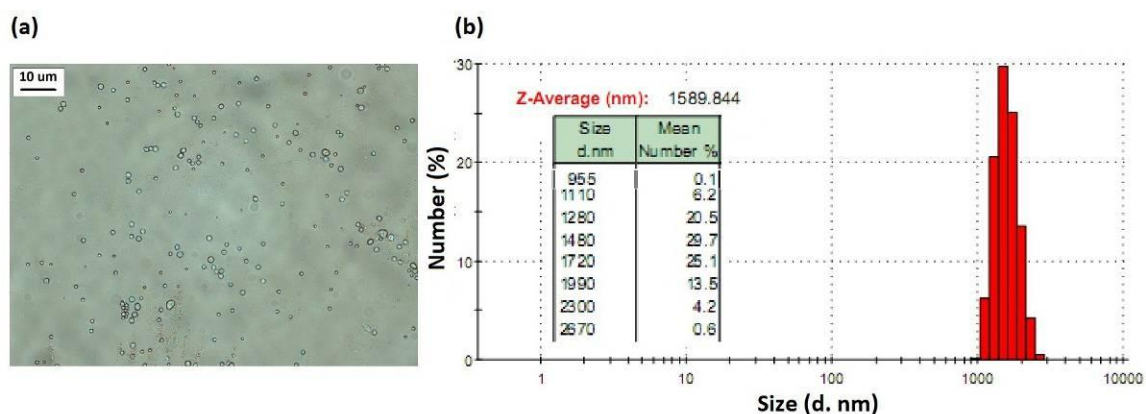 (a)
(b)
10 um
30
20
10
0
Number (%)
Z-Average (nm): 1589.844
Size d.nm Mean Number %
955 0.1
1110 6.2
1280 20.5
1480 29.7
1720 25.1
1990 13.5
2300 4.2
2670 0.6
1 10 100 1000 10000
Size (d. nm)